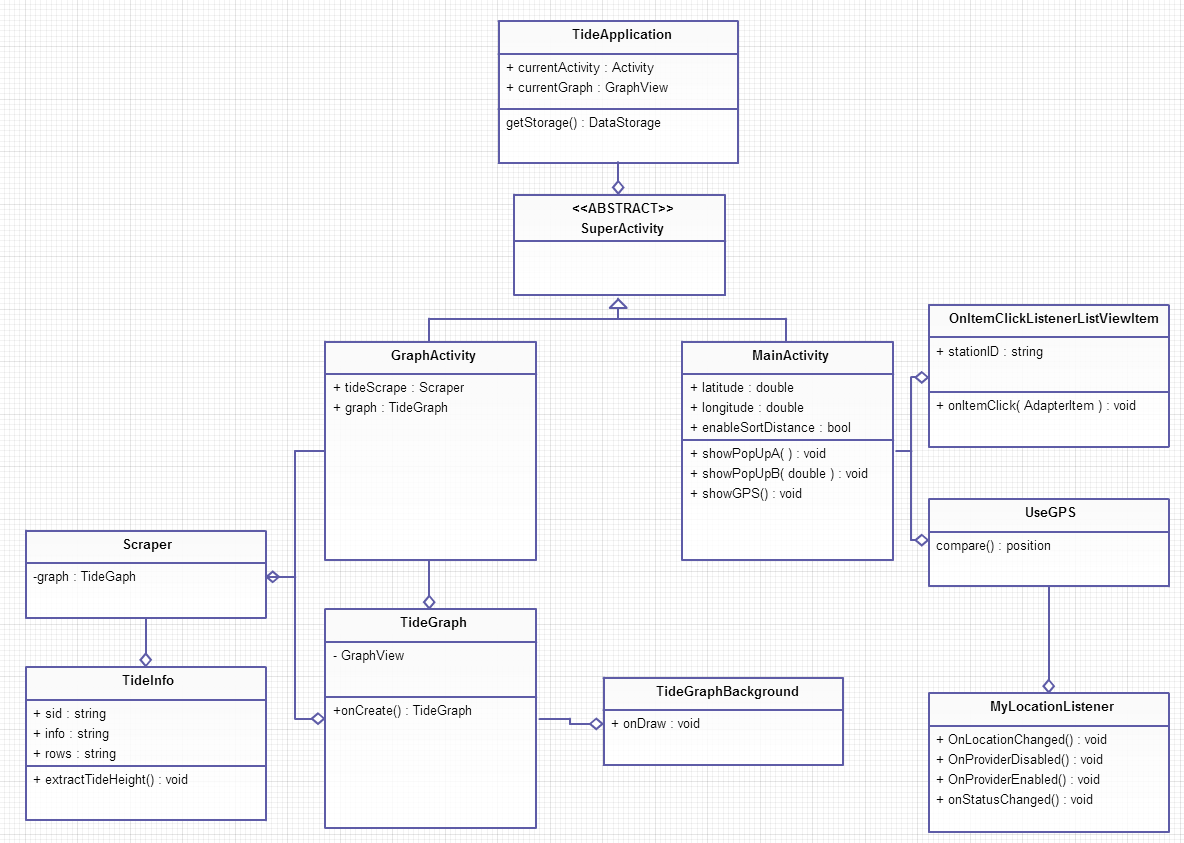 TideApplication
+ currentActivity : Activity
+ currentGraph : GraphView
getStorage() : DataStorage
<<ABSTRACT>>
SuperActivity
GraphActivity
+ tideScrape : Scraper
+ graph : TideGraph
MainActivity
+ latitude : double
+ longitude : double
+ enableSortDistance : bool
+ showPopUpA( ) : void
+ showPopUpB( double ) : void
+ showGPS() : void
OnItemClickListenerListViewItem
+ stationID : string
+ onItemClick( AdapterItem ) : void
UseGPS
compare() : position
Scraper
-graph : TideGaph
TideInfo
+ sid : string
+ info : string
+ rows : string
+ extractTideHeight() : void
TideGraph
- GraphView
+onCreate() : TideGraph
TideGraphBackground
+ onDraw : void
MyLocationListener
+ OnLocationChanged() : void
+ OnProviderDisabled() : void
+ OnProviderEnabled() : void
+ onStatusChanged() : void